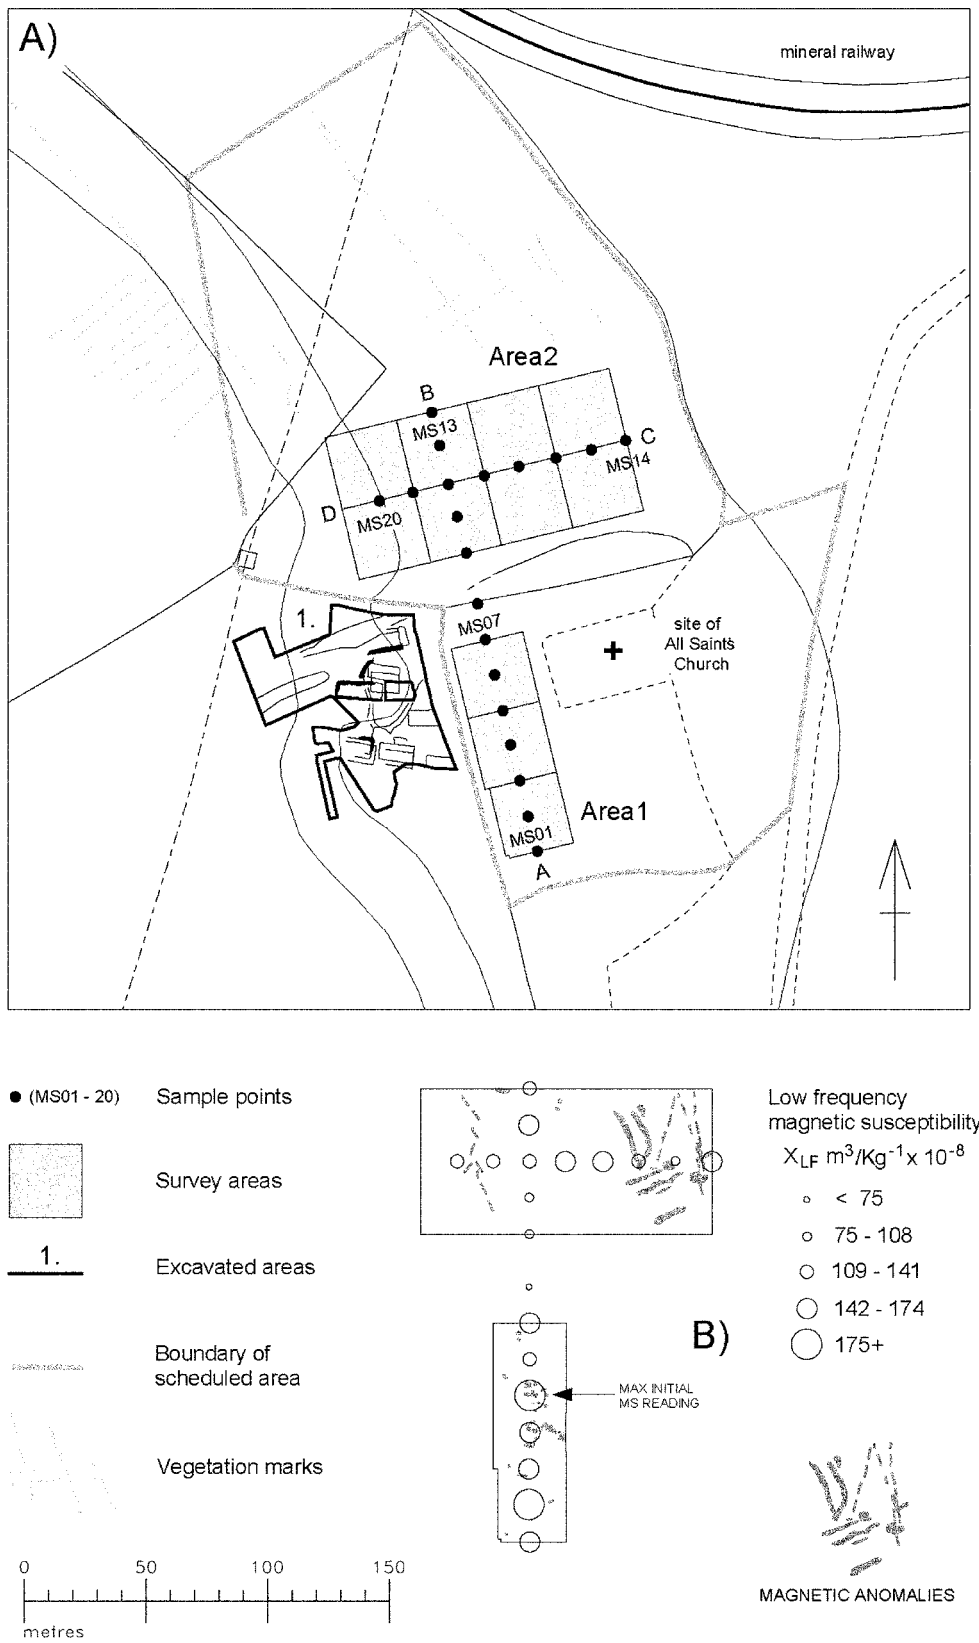 A)
mineral railway
Area2
B
MS13
C
MS14
D
MS20
1.
MS07
site of
All Saints
Church
Area1
MS01
A
(MS01 - 20)
Sample points
Survey areas
1.
Excavated areas
Boundary of
scheduled area
Vegetation marks
0 50 100 150
metres
B)
MAX INITIAL
MS READING
Low frequency
magnetic susceptibility
XLF m³/Kg⁻¹ x 10⁻⁸
< 75
75 - 108
109 - 141
142 - 174
175+
MAGNETIC ANOMALIES